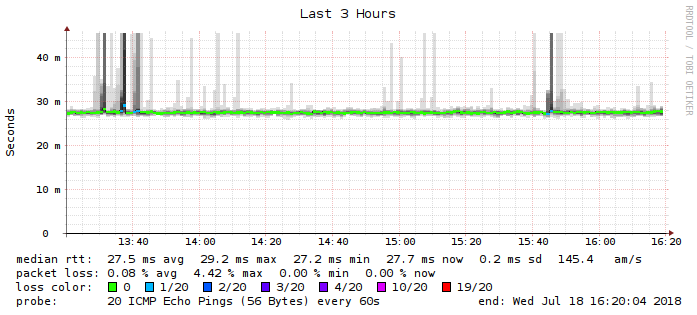 Last 3 Hours
RRDTOOL / TOBI OETIKER
Seconds
40 m
30 m
20 m
10 m
0
13:40 14:00 14:20 14:40 15:00 15:20 15:40 16:00 16:20
median rtt: 27.5 ms avg 29.2 ms max 27.2 ms min 27.7 ms now 0.2 ms sd 145.4 am/s
packet loss: 0.08 % avg 4.42 % max 0.00 % min 0.00 % now
loss color: 0 1/20 2/20 3/20 4/20 10/20 19/20
probe: 20 ICMP Echo Pings (56 Bytes) every 60s end: Wed Jul 18 16:20:04 2018